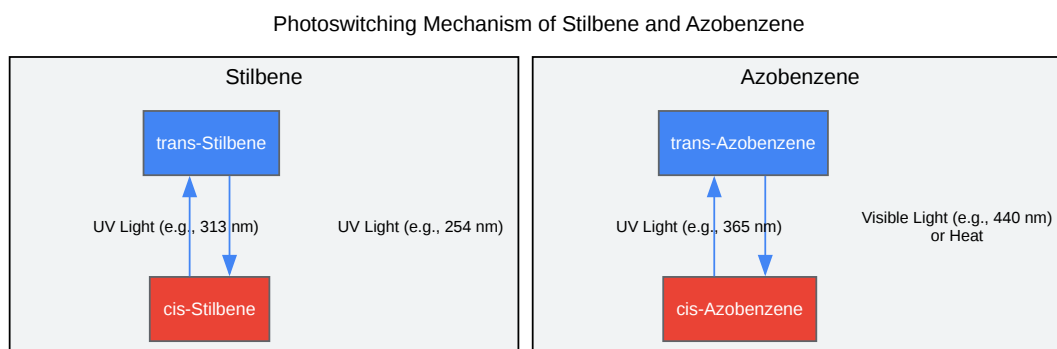 Photoswitching Mechanism of Stilbene and Azobenzene
Stilbene
trans-Stilbene
UV Light (e.g., 313 nm)
UV Light (e.g., 254 nm)
cis-Stilbene
Azobenzene
trans-Azobenzene
UV Light (e.g., 365 nm)
Visible Light (e.g., 440 nm)
or Heat
cis-Azobenzene